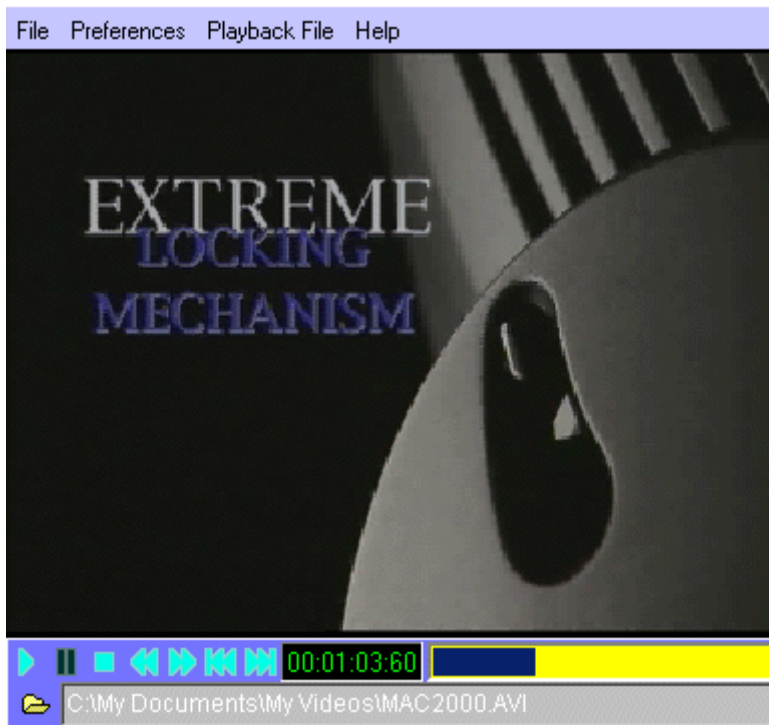 File Preferences Playback File Help
EXTREME
LOCKING
MECHANISM
00:01:03:60
C:\My Documents\My Videos\MAC2000.AVI